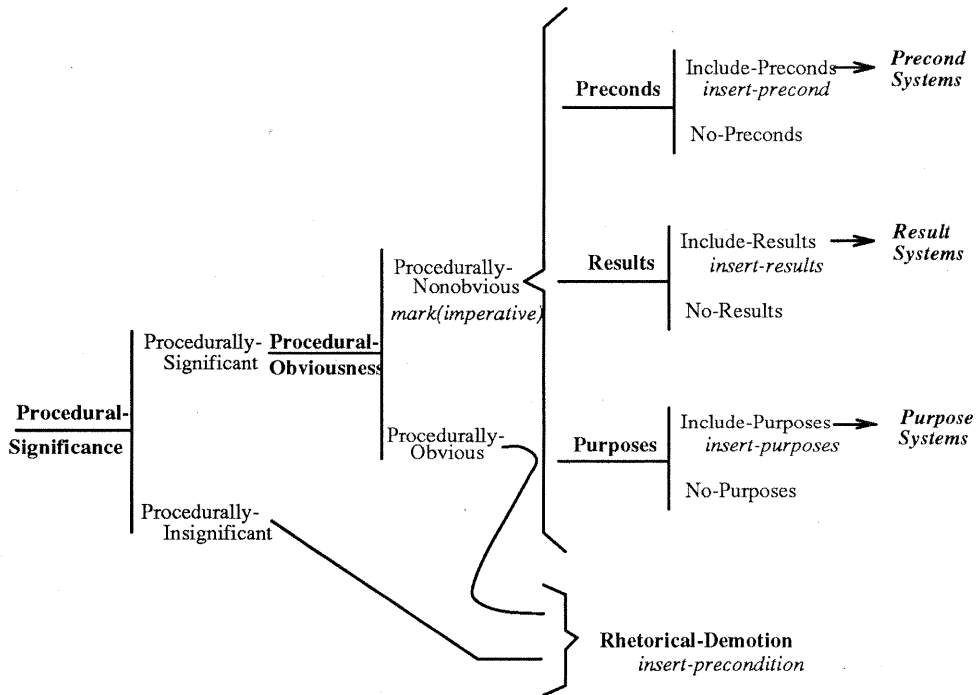 Procedural-
Significance
Procedurally-
Significant
Procedurally-
Insignificant
Procedural-
Obviousness
Procedurally-
Nonobvious
mark(imperative)
Procedurally-
Obvious
Preconds
Include-Preconds
insert-precond
No-Preconds
Precond
Systems
Results
Include-Results
insert-results
No-Results
Result
Systems
Purposes
Include-Purposes
insert-purposes
No-Purposes
Purpose
Systems
Rhetorical-Demotion
insert-precondition